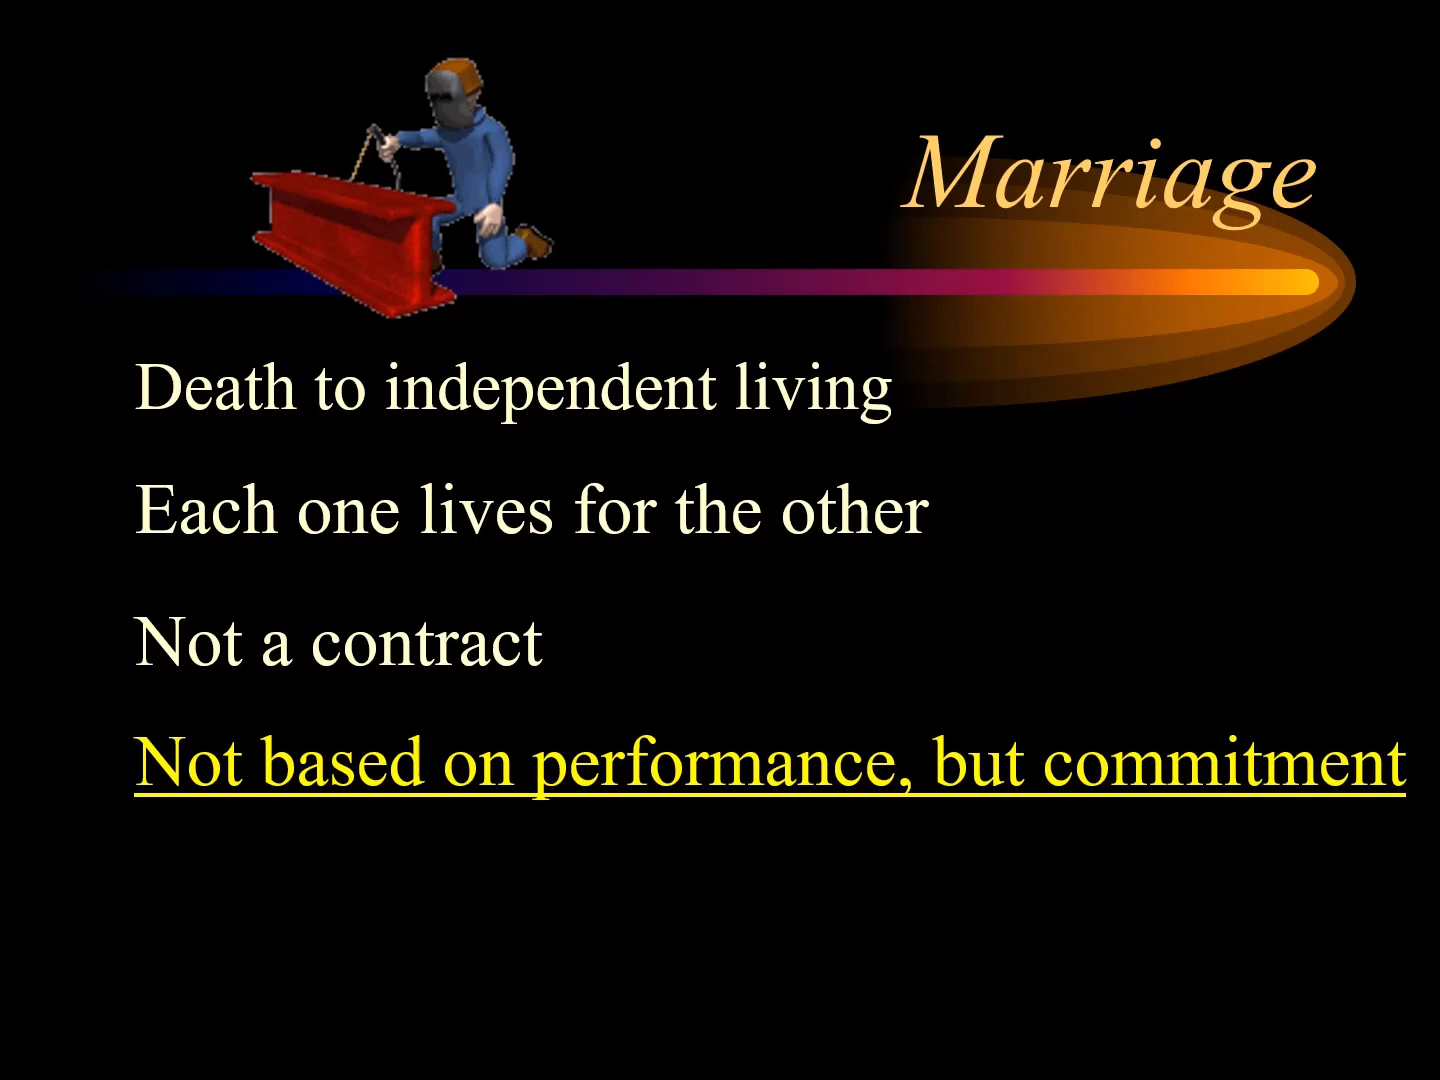 Marriage
Death to independent living
Each one lives for the other
Not a contract
Not based on performance, but commitment